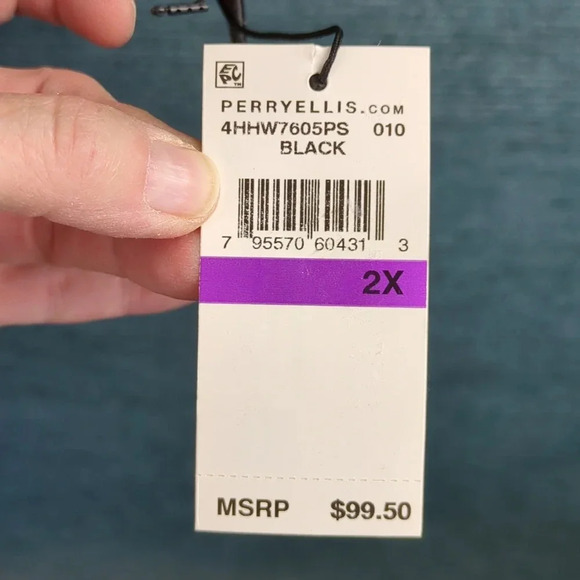 PERRYELLIS.COM
4HHW7605PS 010
BLACK
7 95570 60431 3
2X
MSRP $99.50